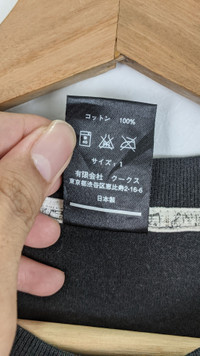 コットン 100%
サイズ・1
有限会社 ウークス
東京都渋谷区恵比寿2-16-6
日本製